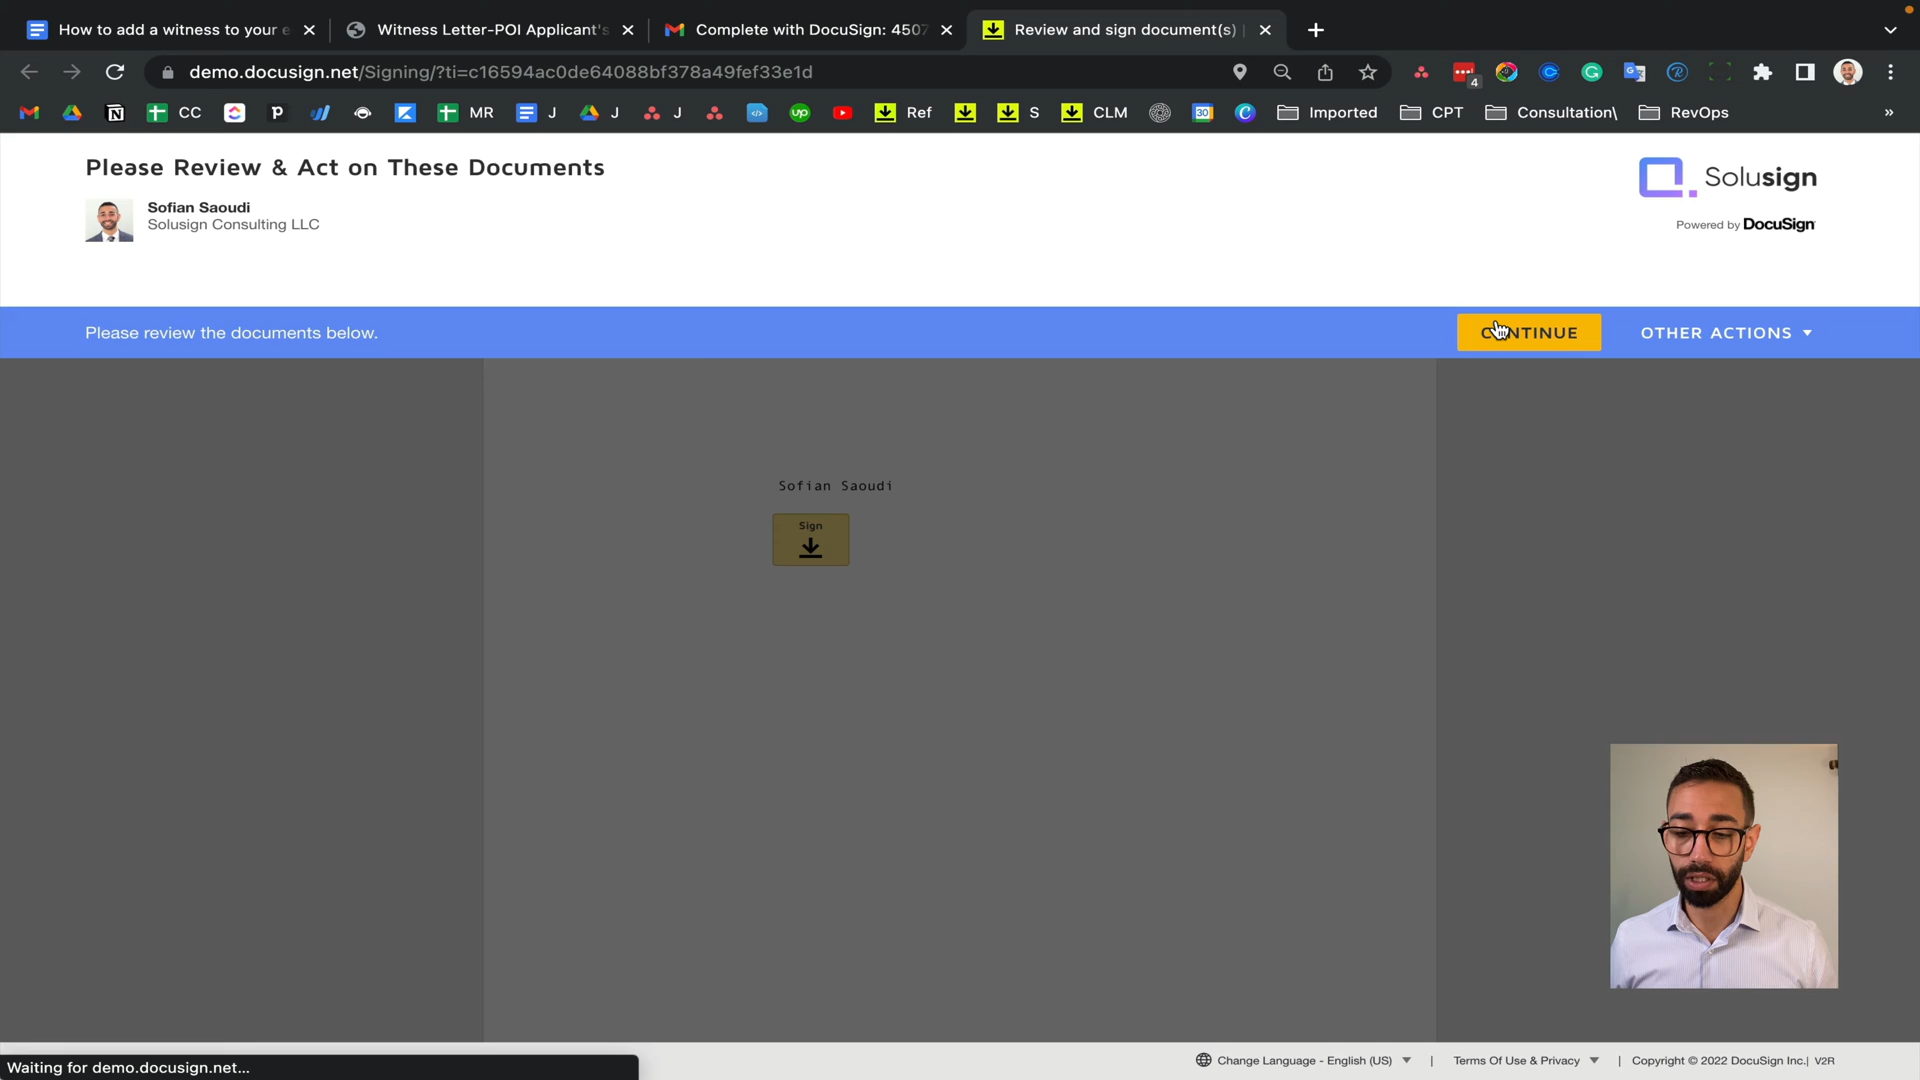 How to add a witness to your e
Witness Letter-POI Applicant's
Complete with DocuSign: 4507
Review and sign document(s) |
demo.docusign.net/Signing/?ti=c16594ac0de64088bf378a49fef33e1d
4
CC
MR
J
J
J
up
Ref
S
30
CLM
Imported
CPT
Consultation\
RevOps
»
Please Review & Act on These Documents
Sofian Saoudi
Solusign Consulting LLC
Solusign
Powered by DocuSign
Please review the documents below.
CONTINUE
OTHER ACTIONS
Sofian Saoudi
Sign
Waiting for demo.docusign.net...
Change Language - English (US) | Terms Of Use & Privacy | Copyright © 2022 DocuSign Inc. | V2R